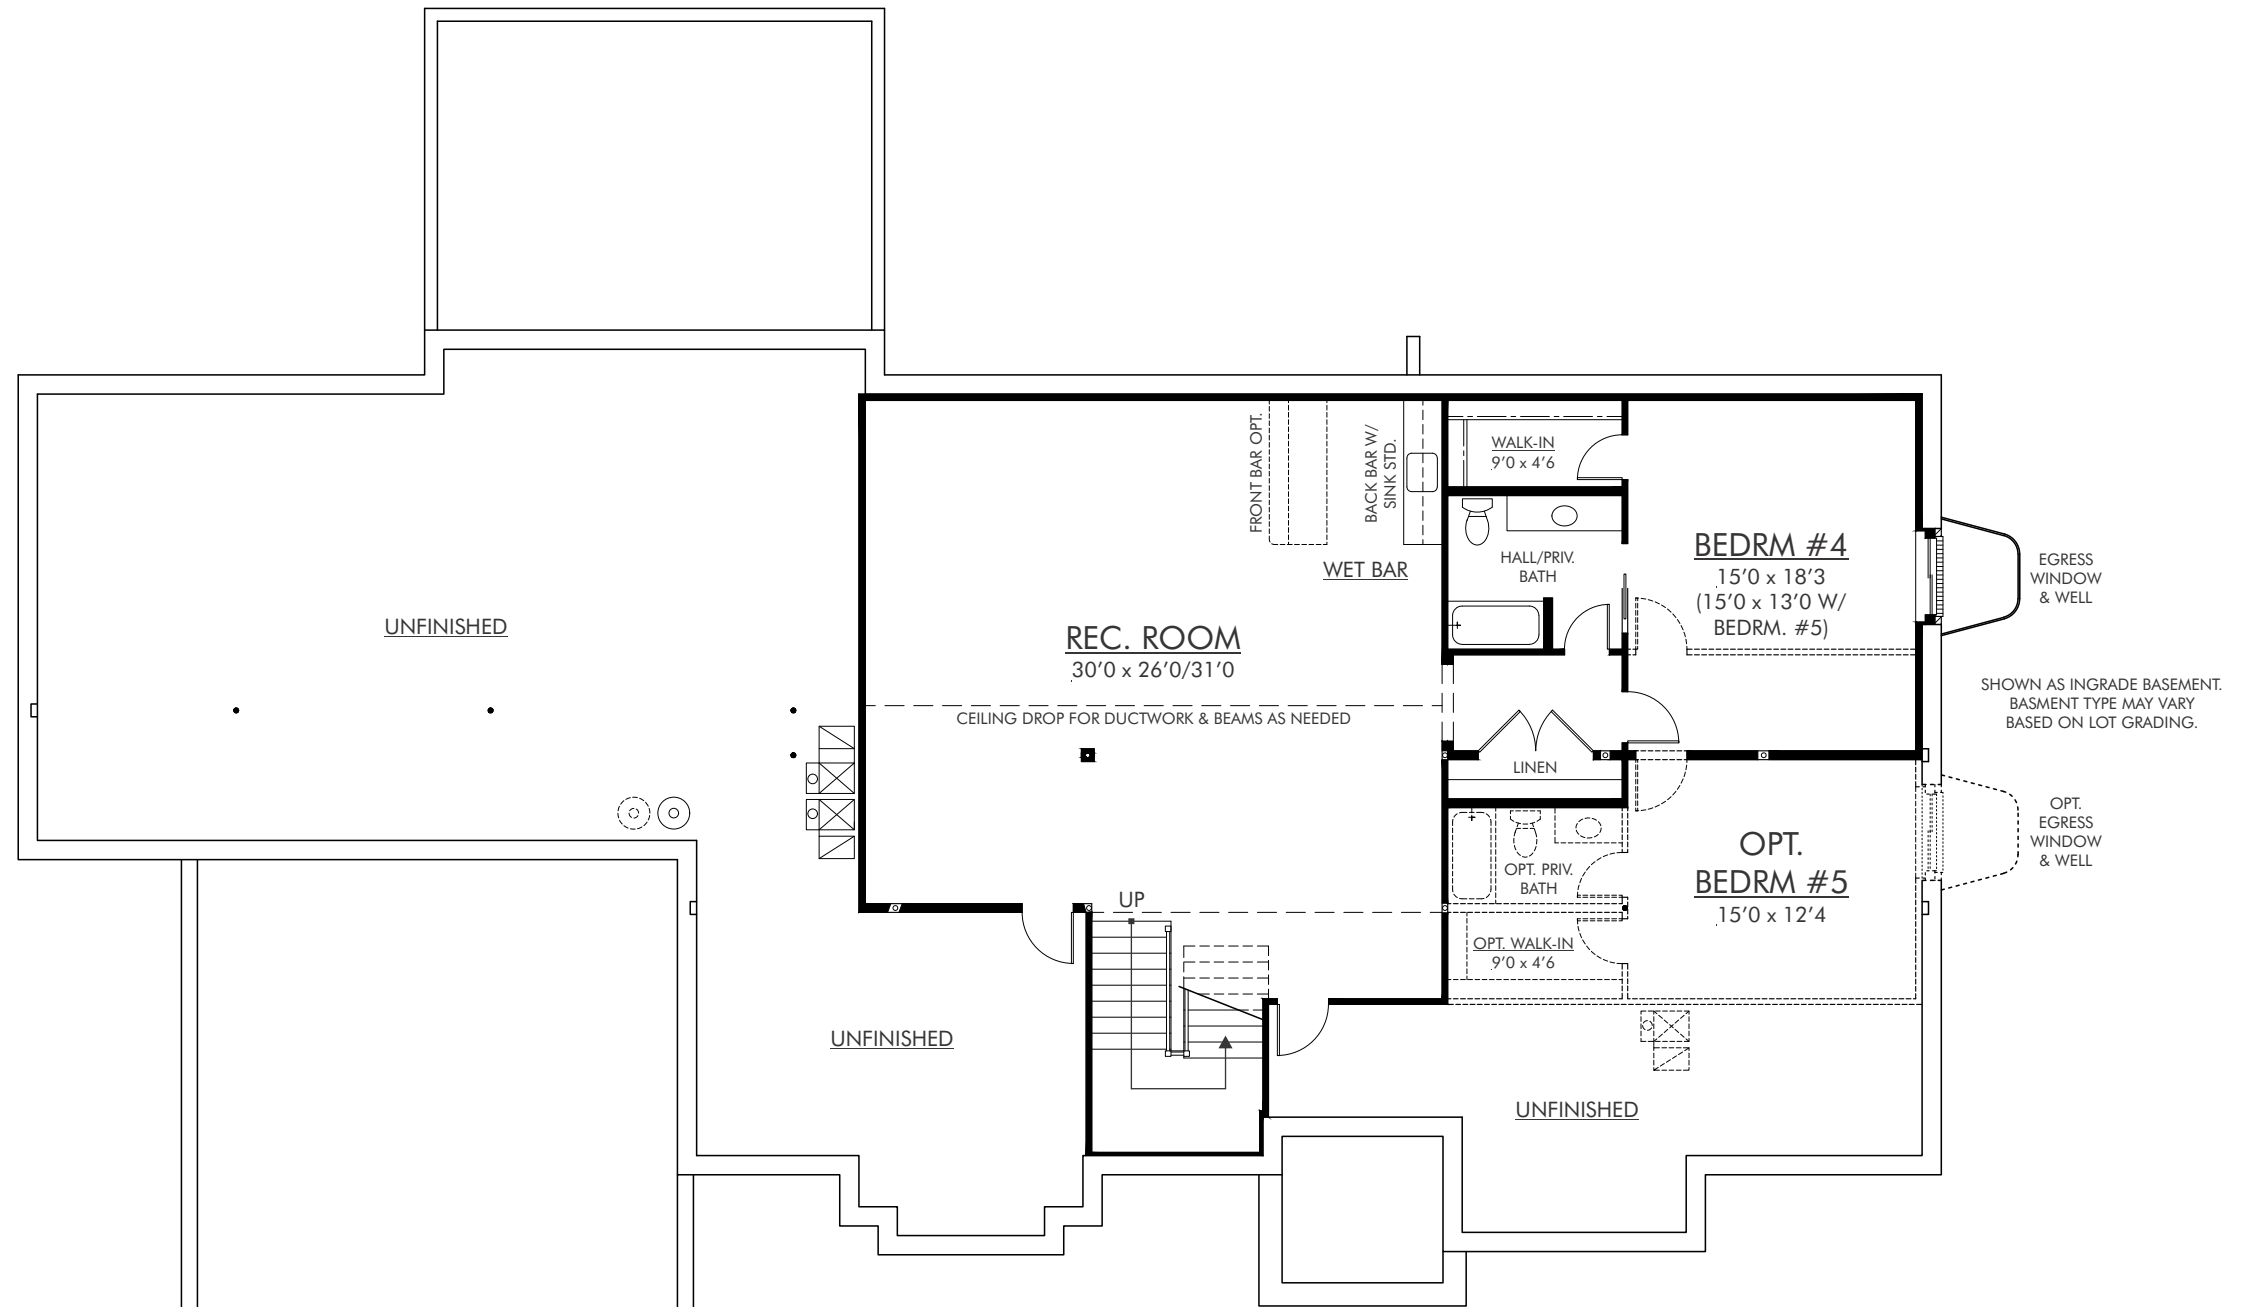 FRONT BAR OPT.
BACK BAR W/
SINK STD.
WALK-IN
9'0 x 4'6
HALL/PRIV.
BATH
BEDRM #4
15'0 x 18'3
(15'0 x 13'0 W/
BEDRM. #5)
EGRESS
WINDOW
& WELL
WET BAR
UNFINISHED
REC. ROOM
30'0 x 26'0/31'0
CEILING DROP FOR DUCTWORK & BEAMS AS NEEDED
SHOWN AS INGRADE BASEMENT.
BASMENT TYPE MAY VARY
BASED ON LOT GRADING.
LINEN
OPT.
EGRESS
WINDOW
& WELL
OPT. PRIV.
BATH
OPT.
BEDRM #5
15'0 x 12'4
UP
OPT. WALK-IN
9'0 x 4'6
UNFINISHED
UNFINISHED